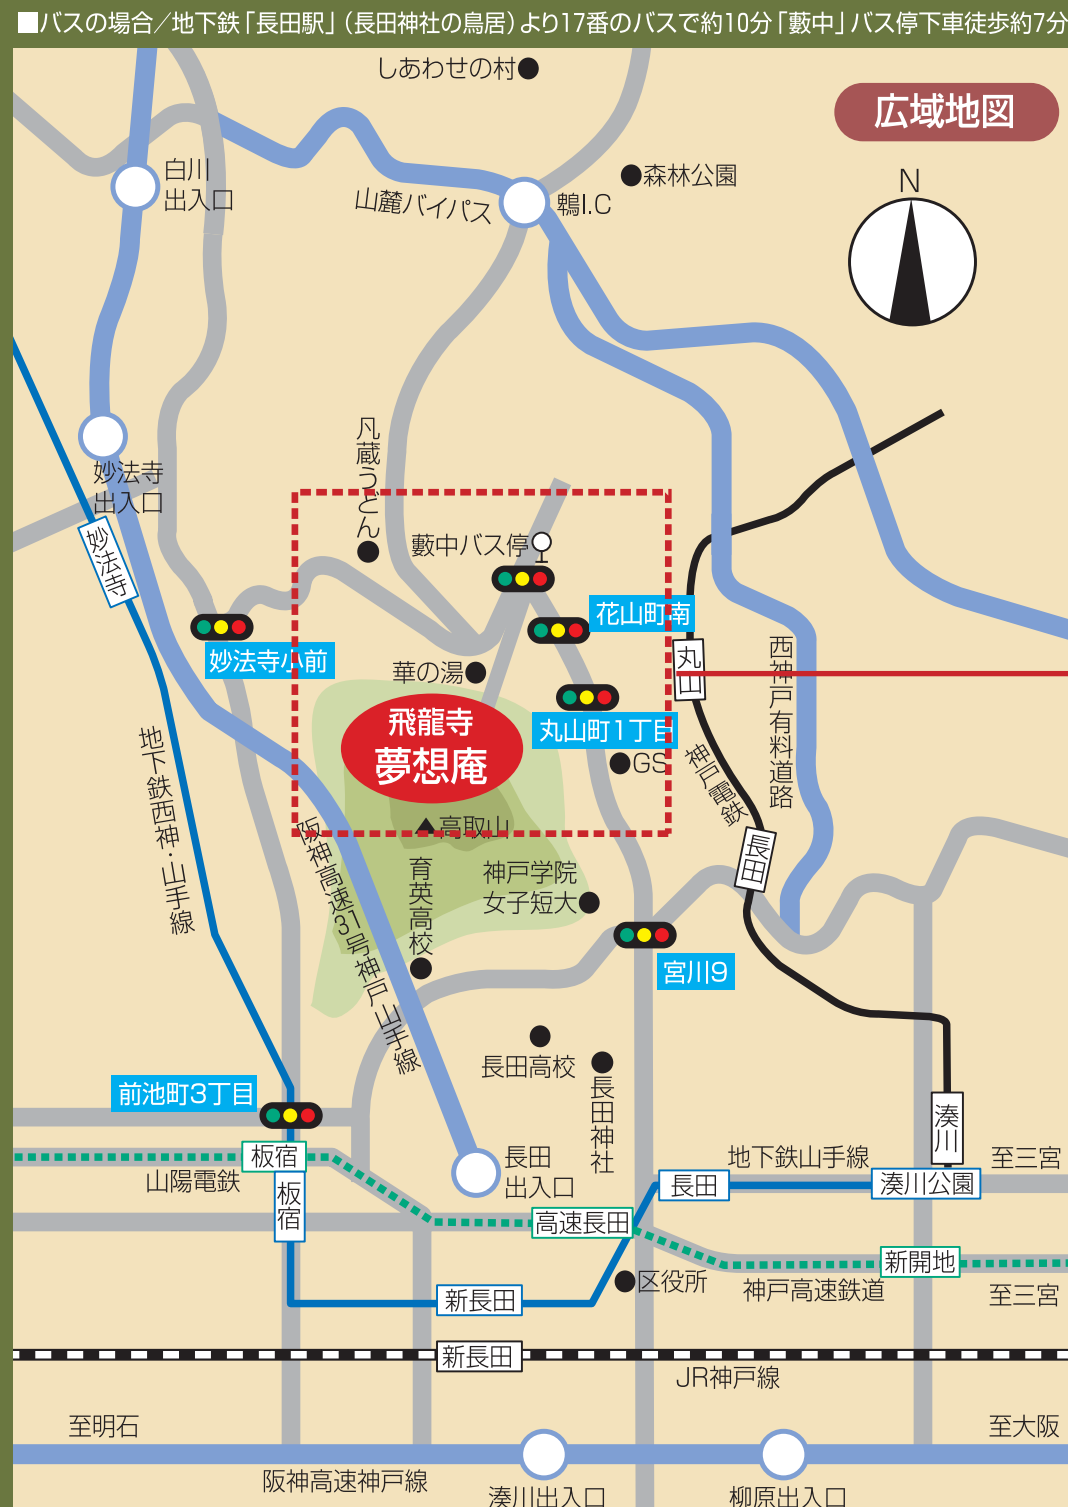 ■バスの場合／地下鉄「長田駅」（長田神社の鳥居）より17番のバスで約10分「藪中」バス停下車徒歩約7分
しあわせの村
広域地図
白川
出入口
山麓バイパス
鵯I.C
森林公園
N
妙法寺
出入口
妙法寺
凡蔵うどん
藪中バス停
花山町南
妙法寺小前
華の湯
丸山
西神戸有料道路
飛龍寺
夢想庵
丸山町1丁目
GS
神戸電鉄
地下鉄西神・山手線
高取山
阪神高速31号神戸山手線
育英高校
神戸学院
女子短大
長田
宮川9
長田高校
長田神社
前池町3丁目
湊川
板宿
山陽電鉄
板宿
長田
出入口
地下鉄山手線
至三宮
長田
湊川公園
高速長田
新開地
区役所
神戸高速鉄道
至三宮
新長田
新長田
JR神戸線
至明石
至大阪
阪神高速神戸線
湊川出入口
柳原出入口